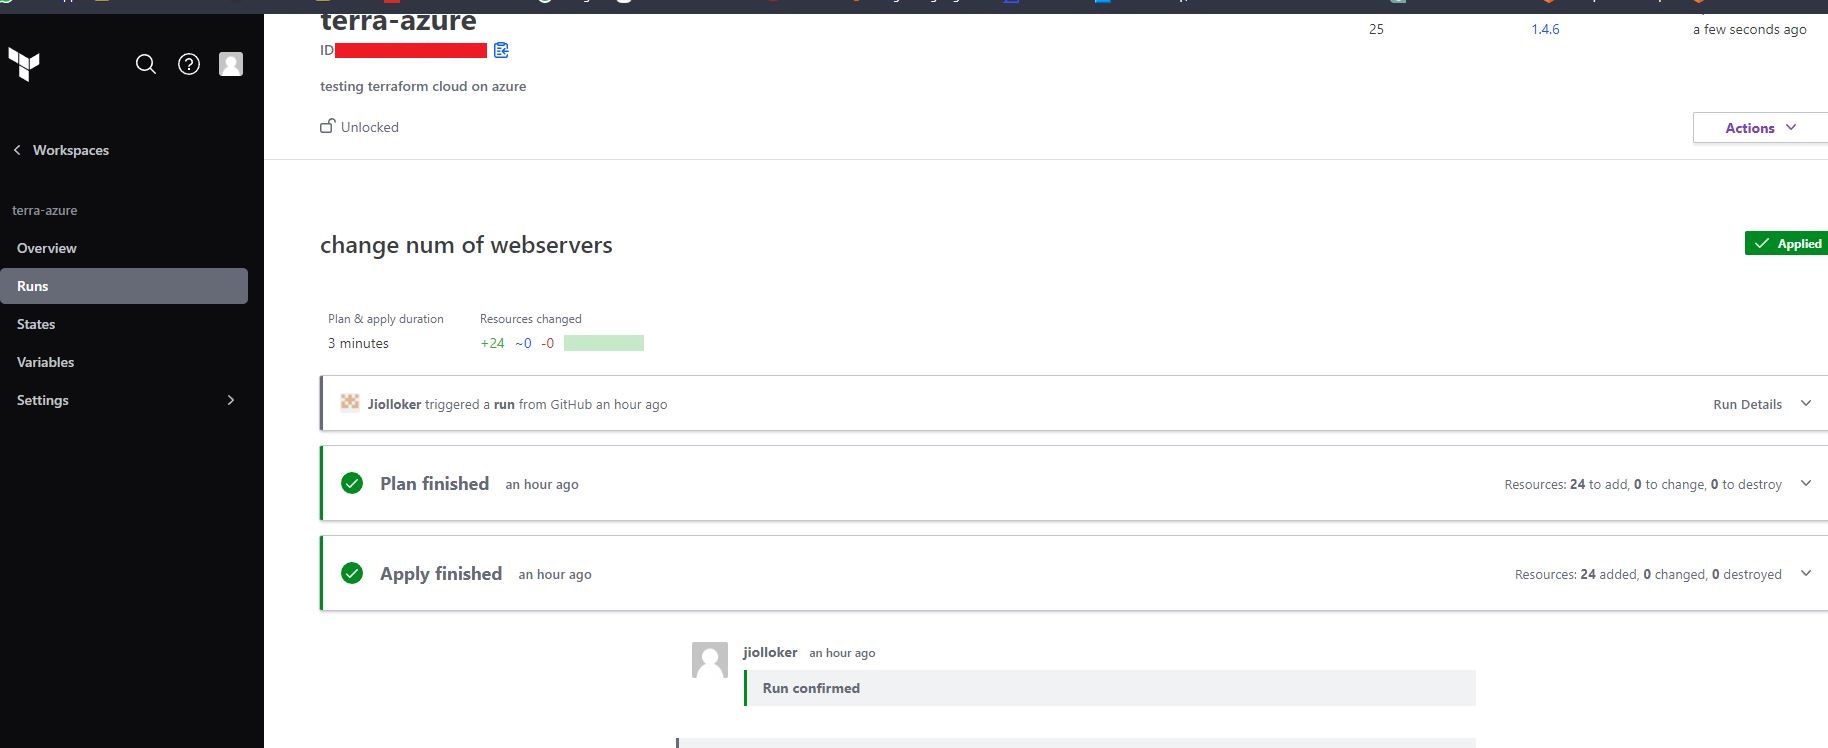 terra-azure
25
1.4.6
a few seconds ago
ID
testing terraform cloud on azure
Unlocked
Actions
Workspaces
terra-azure
Overview
Runs
States
Variables
Settings
change num of webservers
Applied
Plan & apply duration
Resources changed
3 minutes
+24 ~0 -0
Jiolloker triggered a run from GitHub an hour ago
Run Details
Plan finished an hour ago
Resources: 24 to add, 0 to change, 0 to destroy
Apply finished an hour ago
Resources: 24 added, 0 changed, 0 destroyed
jiolloker an hour ago
Run confirmed